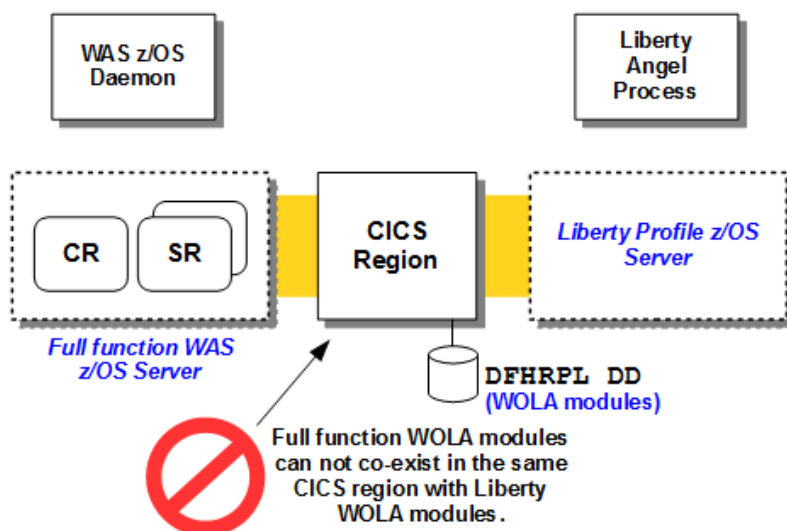 WAS z/OS
Daemon
Liberty
Angel
Process
CR
SR
CICS
Region
Liberty Profile z/OS
Server
Full function WAS
z/OS Server
DFHRPL DD
(WOLA modules)
Full function WOLA modules
can not co-exist in the same
CICS region with Liberty
WOLA modules.